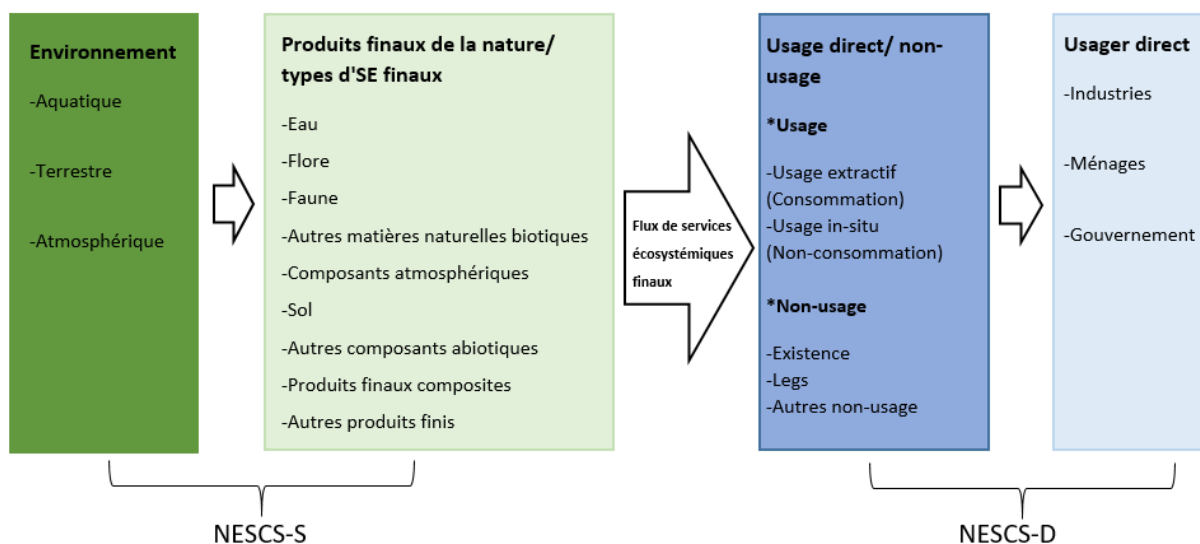 Environnement
-Aquatique
-Terrestre
-Atmosphérique
Produits finaux de la nature/
types d'SE finaux
-Eau
-Flore
-Faune
-Autres matières naturelles biotiques
-Composants atmosphériques
-Sol
-Autres composants abiotiques
-Produits finaux composites
-Autres produits finis
Flux de services
écosystémiques
finaux
Usage direct/ non-
usage
*Usage
-Usage extractif
(Consommation)
-Usage in-situ
(Non-consommation)
*Non-usage
-Existence
-Legs
-Autres non-usage
Usager direct
-Industries
-Ménages
-Gouvernement
NESCS-S
NESCS-D